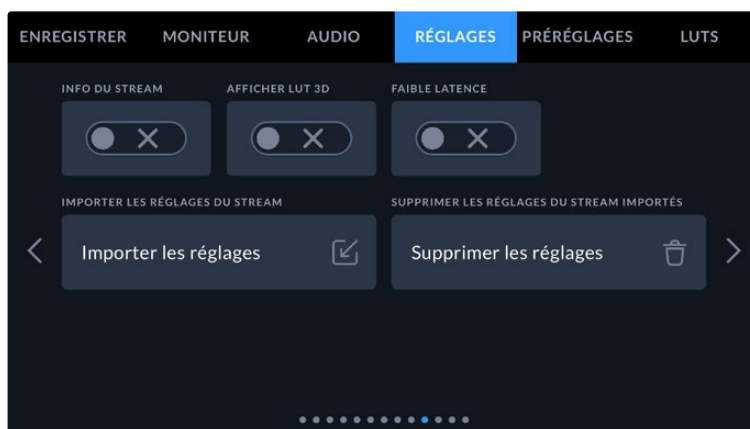 ENREGISTRER MONITEUR AUDIO RÉGLAGES PRÉRÉGLAGES LUTS
INFO DU STREAM AFFICHER LUT 3D FAIBLE LATENCE
IMPORTER LES RÉGLAGES DU STREAM SUPPRIMER LES RÉGLAGES DU STREAM IMPORTÉS
Importer les réglages Supprimer les réglages